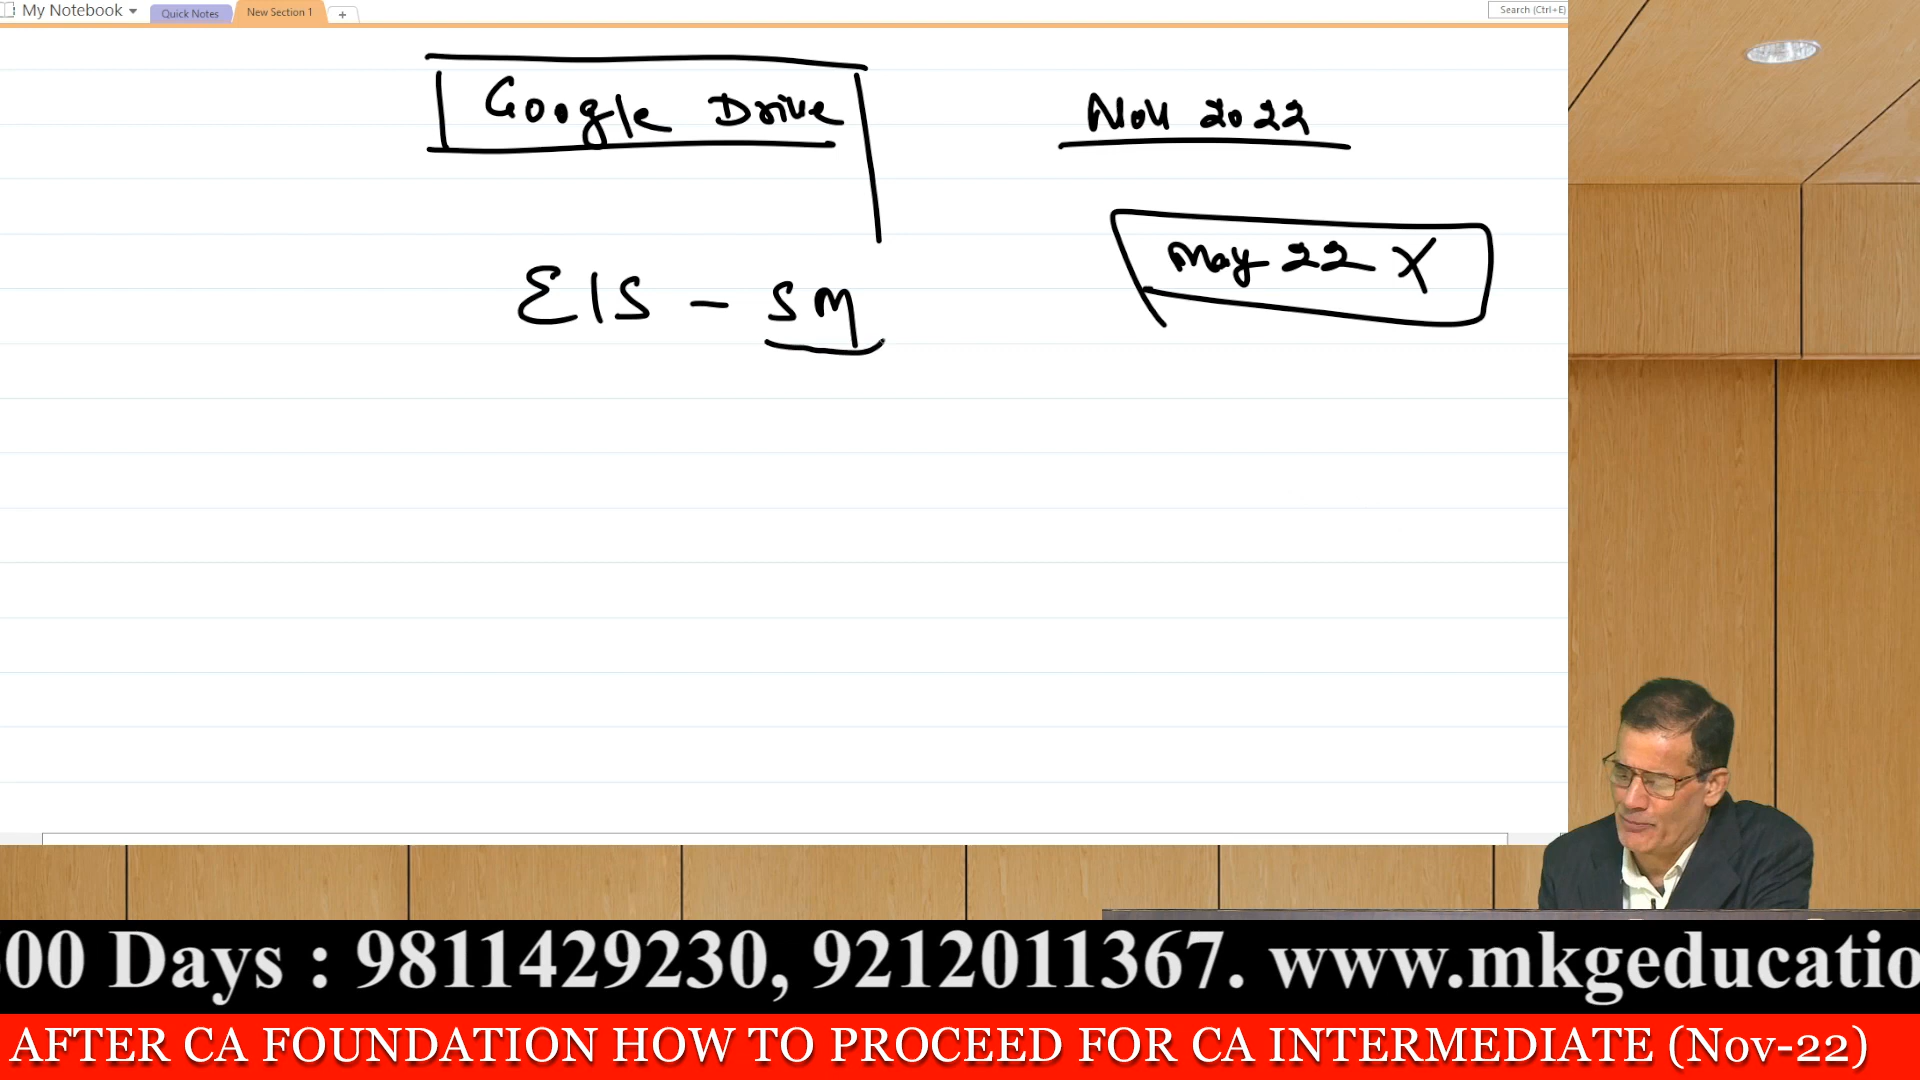 My Notebook Quick Notes New Section 1 + Search (Ctrl+E)
Google Drive
Nov 2022
May 22 X
EIS - SM
00 Days : 9811429230, 9212011367. www.mkgeducatio
AFTER CA FOUNDATION HOW TO PROCEED FOR CA INTERMEDIATE (Nov-22)